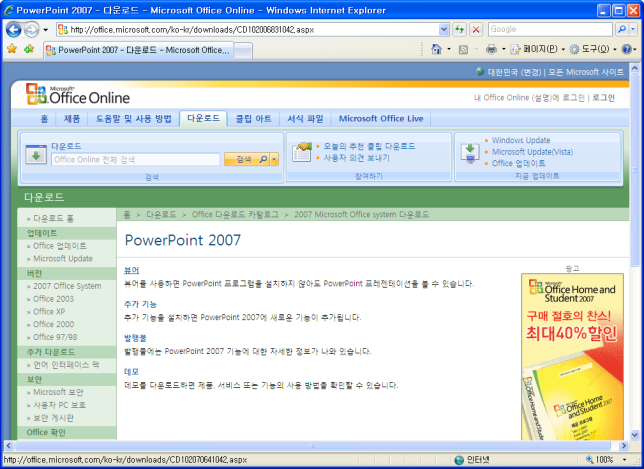 PowerPoint 2007 - 다운로드 - Microsoft Office Online - Windows Internet Explorer
http://office.microsoft.com/ko-kr/downloads/CD102006831042.aspx
Google
PowerPoint 2007 - 다운로드 - Microsoft Office...
페이지(P)
도구(O)
대한민국 (변경) | 모든 Microsoft 사이트
Microsoft
Office Online
내 Office Online (설명)에 로그인 | 로그인
홈 제품 도움말 및 사용 방법 다운로드 클립 아트 서식 파일 Microsoft Office Live
다운로드
Office Online 전체 검색
검색
검색
오늘의 추천 클립 다운로드
사용자 의견 보내기
참여하기
Windows Update
Microsoft Update(Vista)
Office 업데이트
지금 업데이트
다운로드
» 다운로드 홈
업데이트
» Office 업데이트
» Microsoft Update
버전
» 2007 Office System
» Office 2003
» Office XP
» Office 2000
» Office 97/98
추가 다운로드
» 언어 인터페이스 팩
보안
» Microsoft 보안
» 사용자 PC 보호
» 보안 게시판
Office 확인
홈 > 다운로드 > Office 다운로드 카탈로그 > 2007 Microsoft Office system 다운로드
PowerPoint 2007
뷰어
뷰어를 사용하면 PowerPoint 프로그램을 설치하지 않아도 PowerPoint 프레젠테이션을 볼 수 있습니다.
추가 기능
추가 기능을 설치하면 PowerPoint 2007에 새로운 기능이 추가됩니다.
발행물
발행물에는 PowerPoint 2007 기능에 대한 자세한 정보가 나와 있습니다.
데모
데모를 다운로드하면 제품, 서비스 또는 기능의 사용 방법을 확인할 수 있습니다.
광고
Office Home and
Student 2007
구매 절호의 찬스!
최대40%할인
Office Home and
Student 2007
http://office.microsoft.com/ko-kr/downloads/CD102070641042.aspx
인터넷
100%